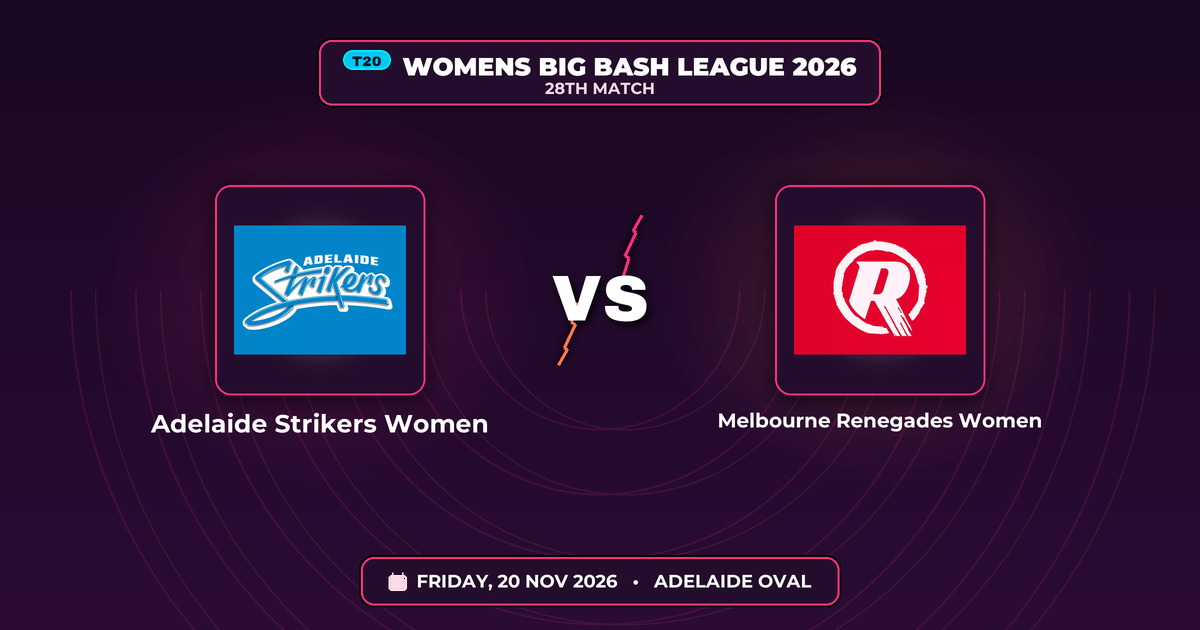 T20 WOMENS BIG BASH LEAGUE 2026
28TH MATCH
ADELAIDE
Strikers
VS
R
Adelaide Strikers Women
Melbourne Renegades Women
FRIDAY, 20 NOV 2026 • ADELAIDE OVAL